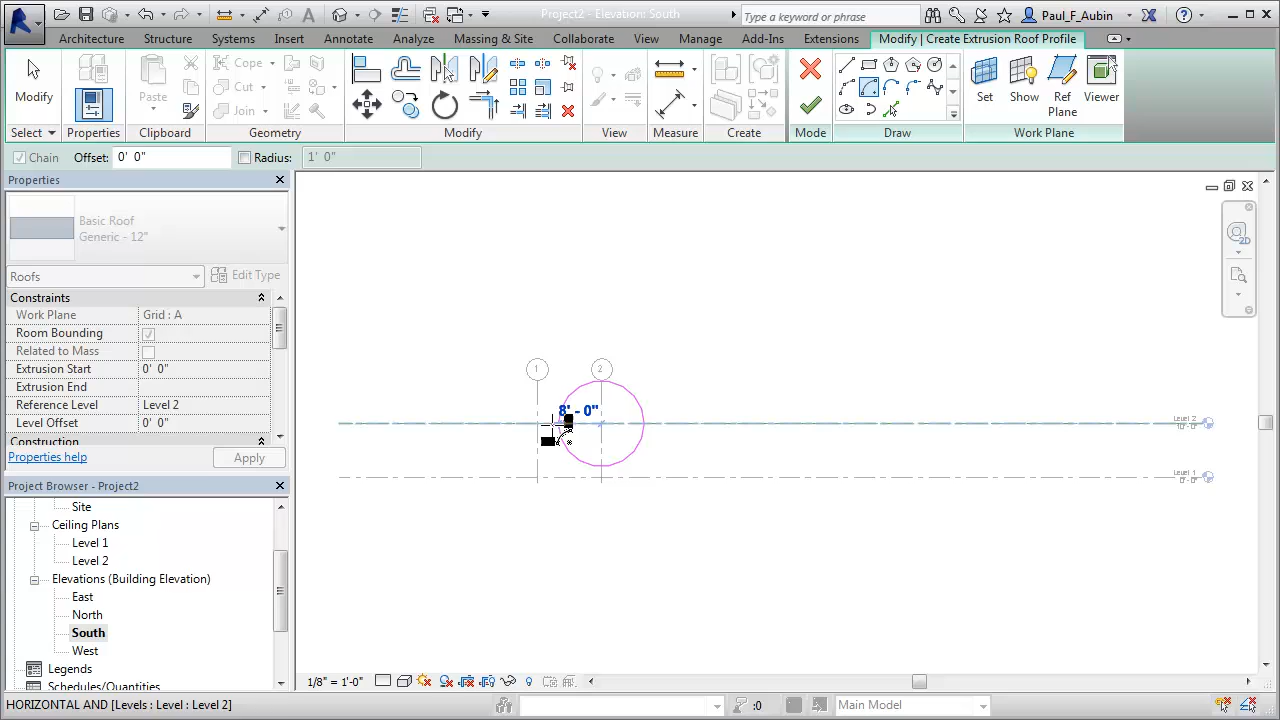 Project2 - Elevation: South
Type a keyword or phrase
Paul_F_Aubin
Architecture Structure Systems Insert Annotate Analyze Massing & Site Collaborate View Manage Add-Ins Extensions Modify | Create Extrusion Roof Profile
Modify Paste Cope Cut Join Set Show Ref Plane Viewer
Select Properties Clipboard Geometry Modify View Measure Create Mode Draw Work Plane
Chain Offset: 0' 0" Radius: 1' 0"
Properties
Basic Roof
Generic - 12"
Roofs Edit Type
Constraints
Work Plane Grid : A
Room Bounding
Related to Mass
Extrusion Start 0' 0"
Extrusion End
Reference Level Level 2
Level Offset 0' 0"
Construction
Properties help Apply
Project Browser - Project2
Site
Ceiling Plans
Level 1
Level 2
Elevations (Building Elevation)
East
North
South
West
Legends
Schedules/Quantities
1 2
8' - 0"
Level 2
10' - 0"
Level 1
0' - 0"
2D
1/8" = 1'-0"
HORIZONTAL AND [Levels : Level : Level 2]
:0
Main Model